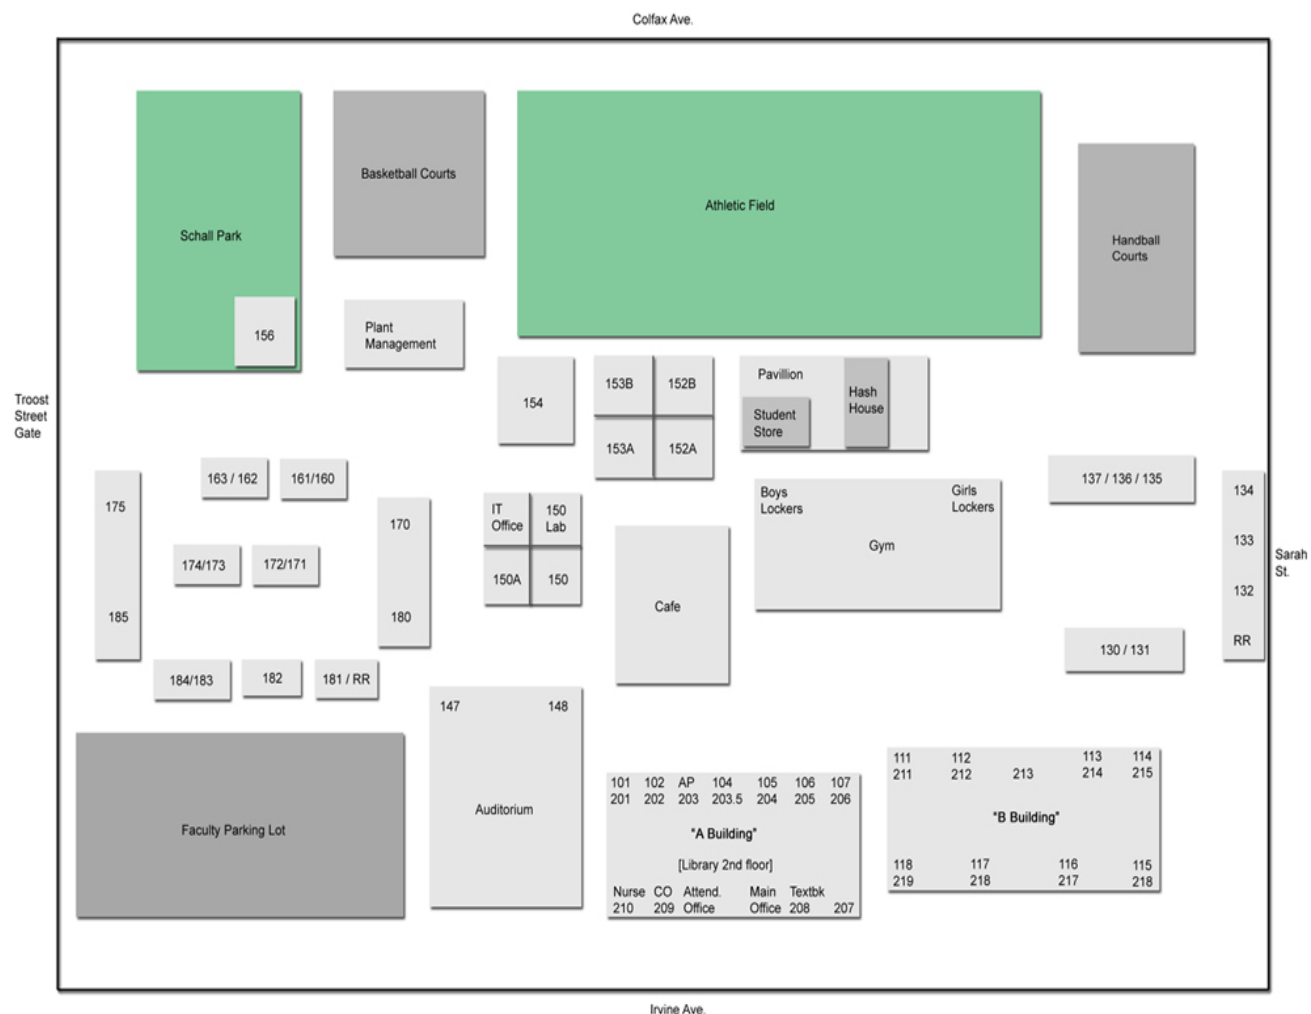 Colfax Ave.
Basketball Courts
Athletic Field
Schall Park
Handball
Courts
156
Plant
Management
Troost
Street
Gate
154
153B
152B
153A
152A
Pavillion
Hash
House
Student
Store
163 / 162
161/160
137 / 136 / 135
175
170
IT
Office
150
Lab
Boys
Lockers
Girls
Lockers
Gym
134
133
132
RR
Sarah
St.
174/173
172/171
150A
150
Cafe
185
180
130 / 131
184/183
182
181 / RR
147
148
Auditorium
Faculty Parking Lot
101 102 AP 104 105 106 107
201 202 203 203.5 204 205 206
"A Building"
[Library 2nd floor]
Nurse CO Attend. Main Textbk
210 209 Office Office 208 207
111 112 113 114
211 212 213 214 215
"B Building"
118 117 116 115
219 218 217 218
Irvine Ave.